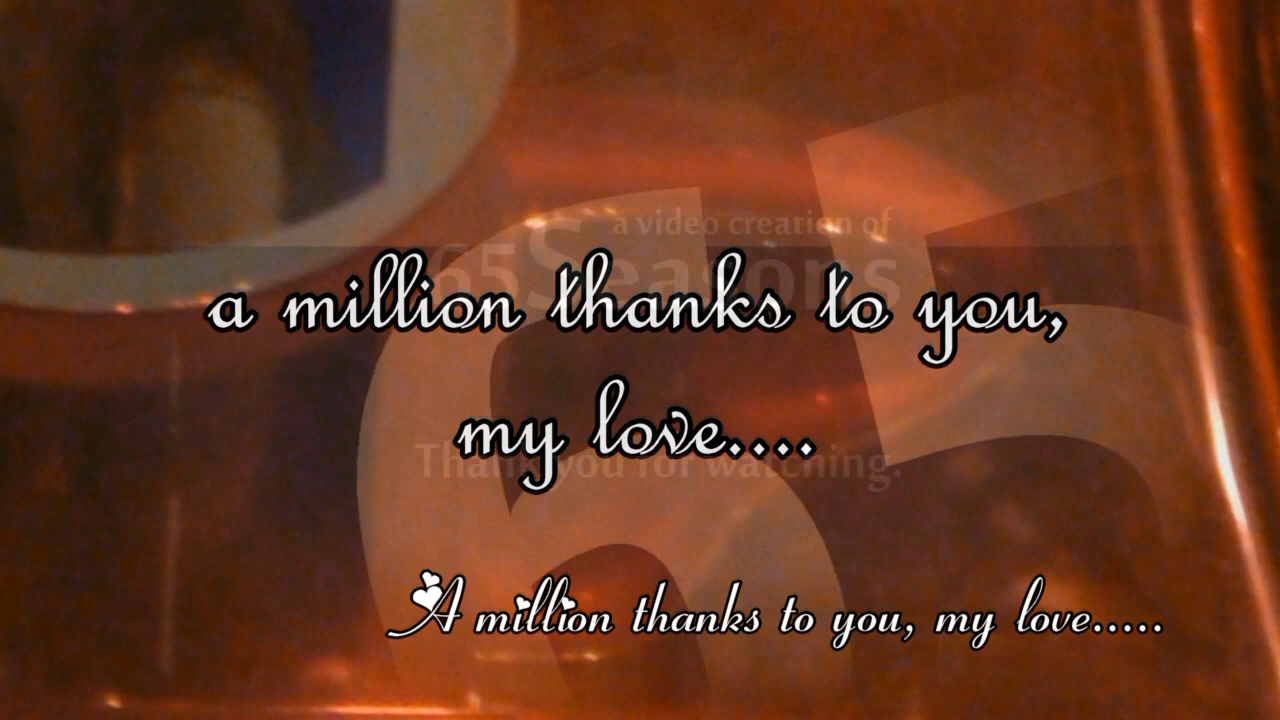 a video creation of
65Seasons
a million thanks to you,
my love....
Thank you for watching.
A million thanks to you, my love.....
65